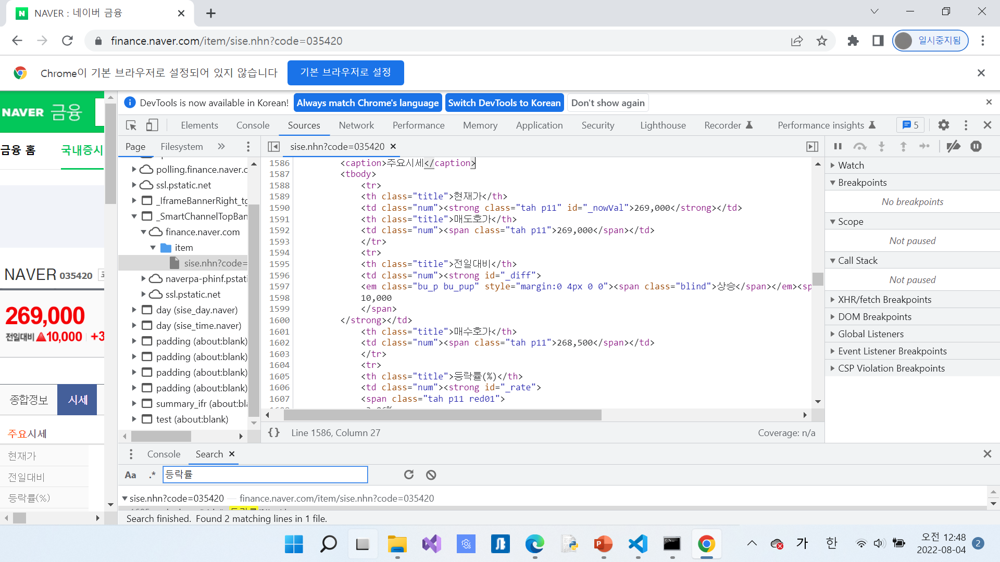 NAVER : 네이버 금융
finance.naver.com/item/sise.nhn?code=035420
일시중지됨
Chrome이 기본 브라우저로 설정되어 있지 않습니다
기본 브라우저로 설정
NAVER 금융
금융 홈
국내증시
NAVER 035420
269,000
전일대비 10,000 +3
종합정보
시세
주요시세
현재가
전일대비
등락률(%)
DevTools is now available in Korean!
Always match Chrome's language
Switch DevTools to Korean
Don't show again
Elements
Console
Sources
Network
Performance
Memory
Application
Security
Lighthouse
Recorder
Performance insights
5
Page
Filesystem
polling.finance.naver.c
ssl.pstatic.net
_IframeBannerRight_tg
_SmartChannelTopBan
finance.naver.com
item
sise.nhn?code=
naverpa-phinf.pstati
ssl.pstatic.net
day (sise_day.naver)
day (sise_time.naver)
padding (about:blank)
padding (about:blank)
padding (about:blank)
padding (about:blank)
summary_ifr (about:bla
test (about:blank)
sise.nhn?code=035420
1586 <caption>주요시세</caption>
1587 <tbody>
1588 <tr>
1589 <th class="title">현재가</th>
1590 <td class="num"><strong class="tah p11" id="_nowVal">269,000</strong></td>
1591 <th class="title">매도호가</th>
1592 <td class="num"><span class="tah p11">269,000</span></td>
1593 </tr>
1594 <tr>
1595 <th class="title">전일대비</th>
1596 <td class="num"><strong id="_diff">
1597 <em class="bu_p bu_pup" style="margin:0 4px 0 0"><span class="blind">상승</span></em><sp
1598 10,000
1599 </span>
1600 </strong></td>
1601 <th class="title">매수호가</th>
1602 <td class="num"><span class="tah p11">268,500</span></td>
1603 </tr>
1604 <tr>
1605 <th class="title">등락률(%)</th>
1606 <td class="num"><strong id="_rate">
1607 <span class="tah p11 red01">
{} Line 1586, Column 27
Coverage: n/a
Watch
Breakpoints
No breakpoints
Scope
Not paused
Call Stack
Not paused
XHR/fetch Breakpoints
DOM Breakpoints
Global Listeners
Event Listener Breakpoints
CSP Violation Breakpoints
Console
Search
Aa .* 등락률
sise.nhn?code=035420 — finance.naver.com/item/sise.nhn?code=035420
Search finished. Found 2 matching lines in 1 file.
가
한
오전 12:48
2022-08-04
2